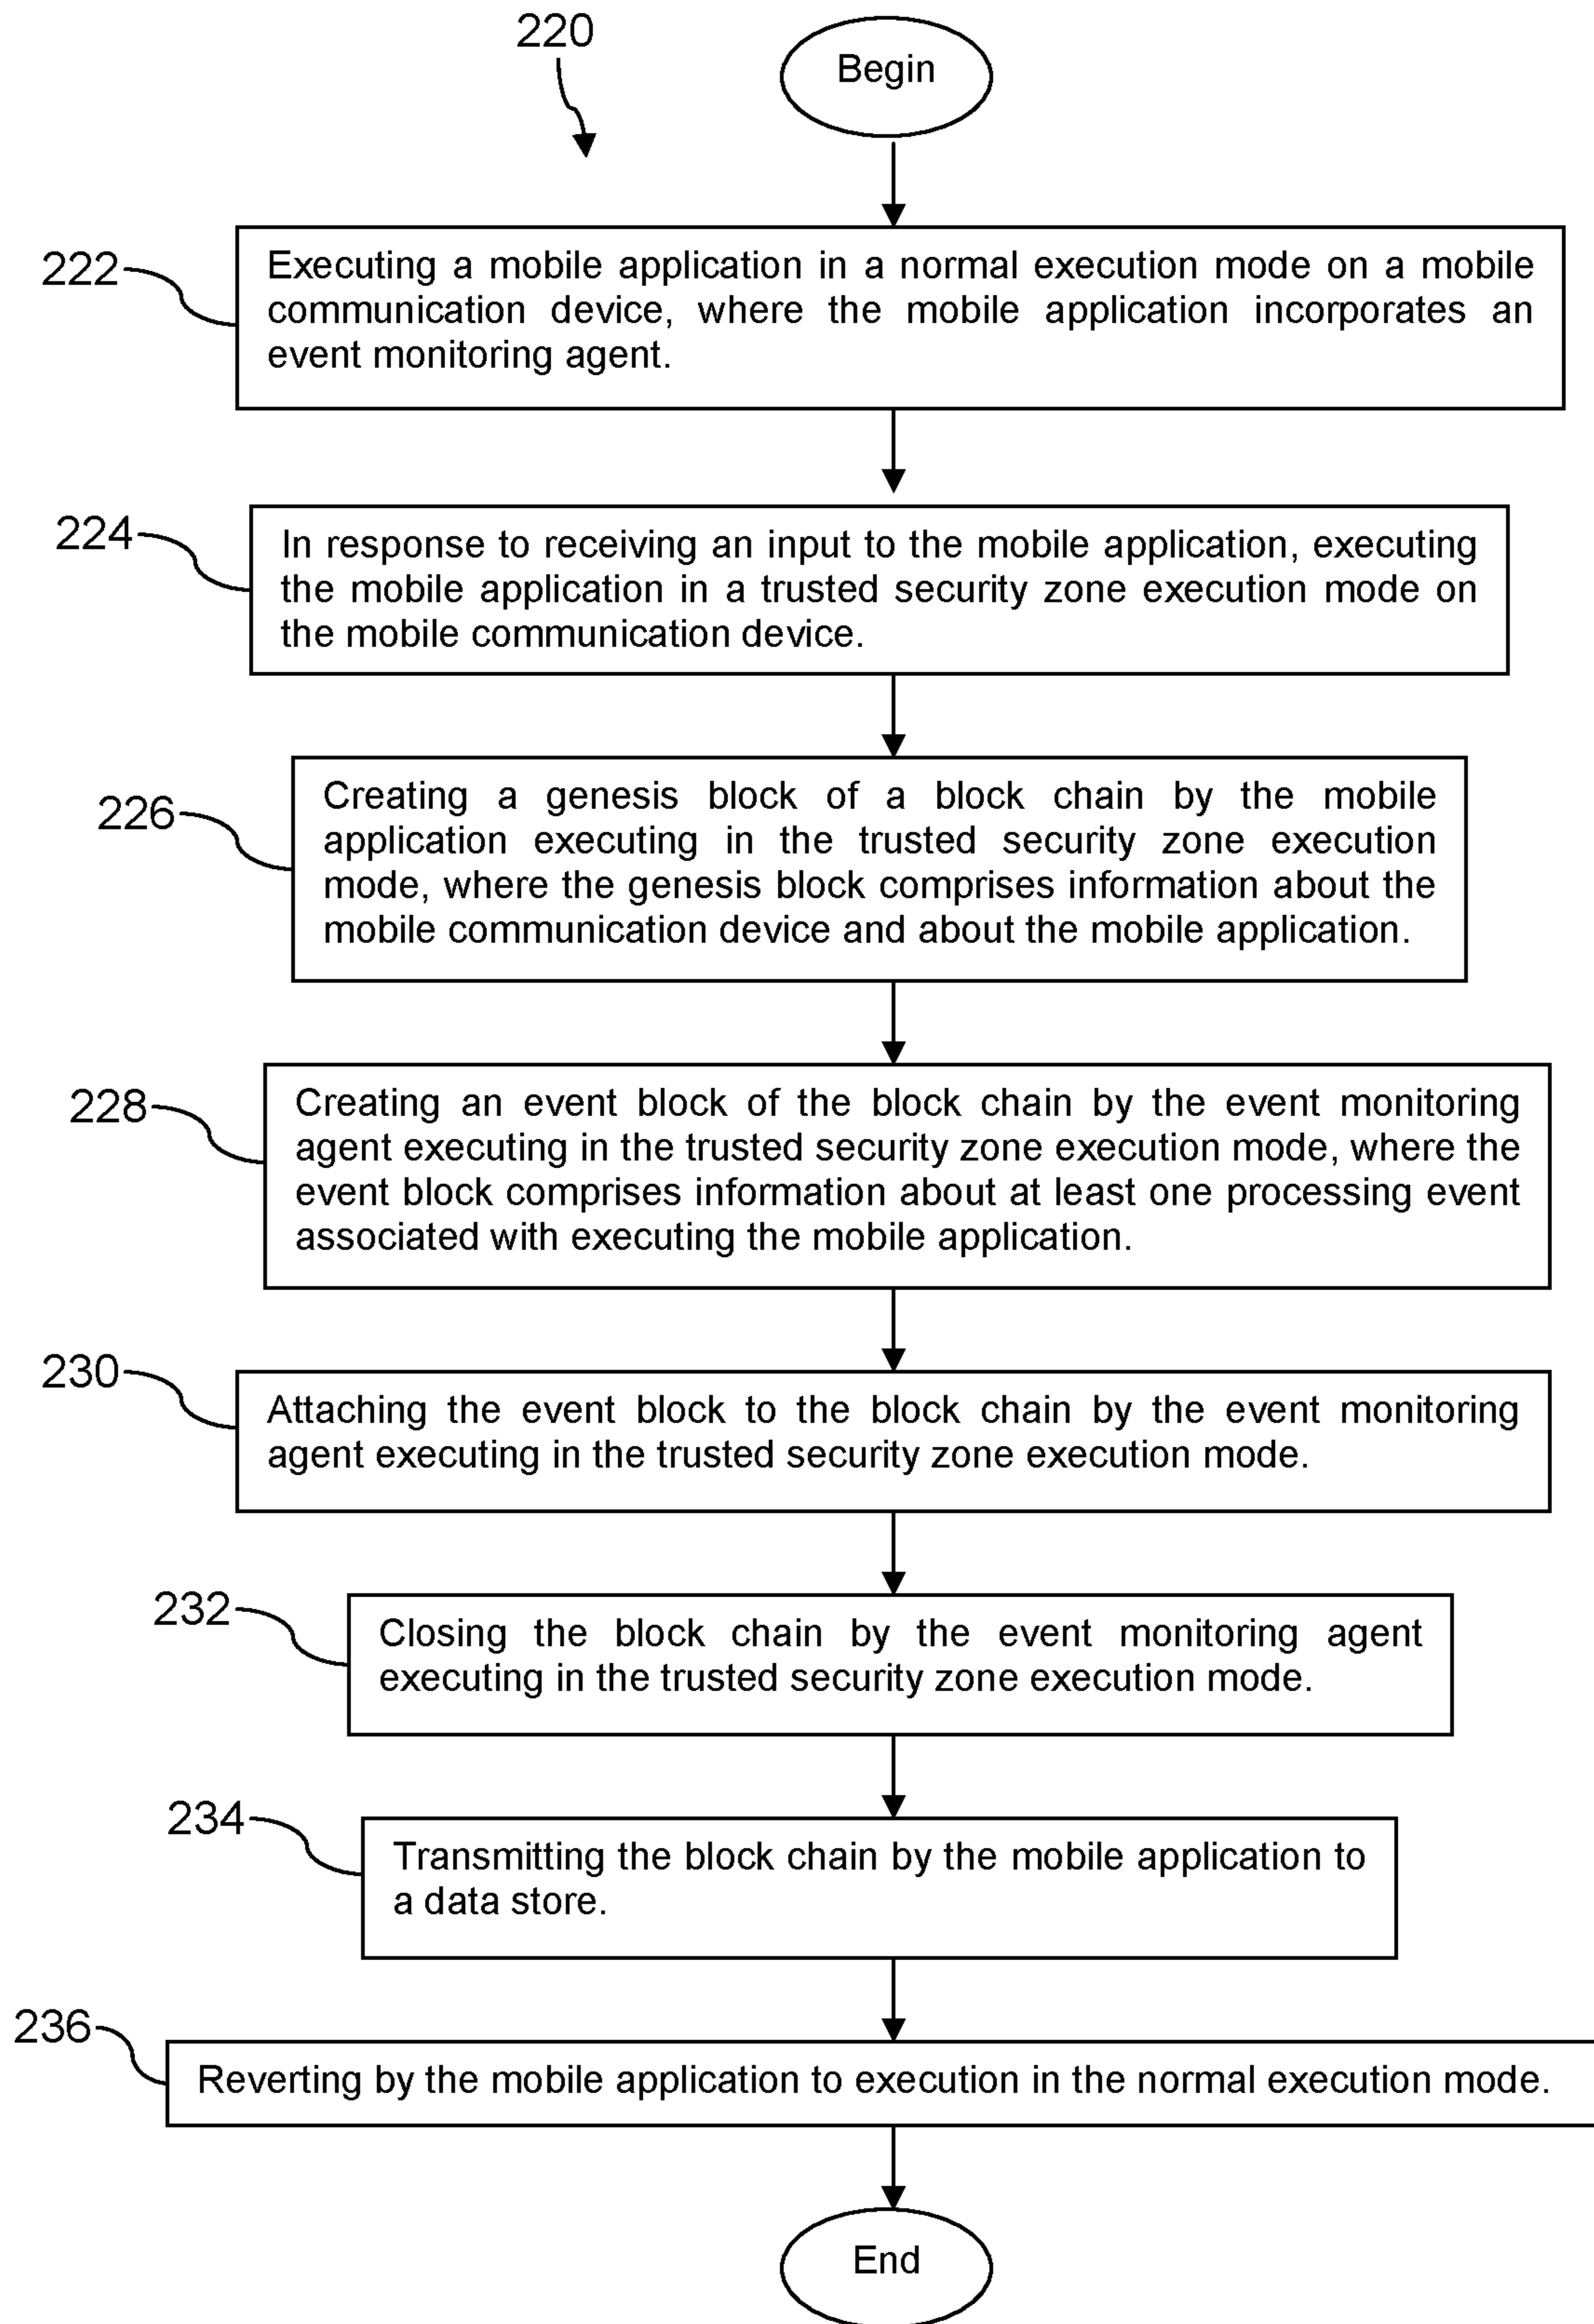 220
Begin
222
Executing a mobile application in a normal execution mode on a mobile
communication device, where the mobile application incorporates an
event monitoring agent.
224
In response to receiving an input to the mobile application, executing
the mobile application in a trusted security zone execution mode on
the mobile communication device.
226
Creating a genesis block of a block chain by the mobile
application executing in the trusted security zone execution
mode, where the genesis block comprises information about the
mobile communication device and about the mobile application.
228
Creating an event block of the block chain by the event monitoring
agent executing in the trusted security zone execution mode, where the
event block comprises information about at least one processing event
associated with executing the mobile application.
230
Attaching the event block to the block chain by the event monitoring
agent executing in the trusted security zone execution mode.
232
Closing the block chain by the event monitoring agent
executing in the trusted security zone execution mode.
234
Transmitting the block chain by the mobile application to
a data store.
236
Reverting by the mobile application to execution in the normal execution mode.
End